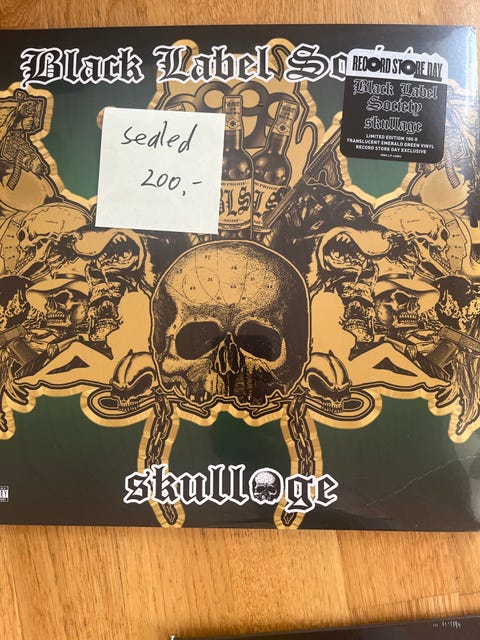 Black Label So
RECORD STORE DAY
Black Label
Society
skullage
LIMITED EDITION 180 G
TRANSLUCENT EMERALD GREEN VINYL
RECORD STORE DAY EXCLUSIVE
sealed
200,-
skullage